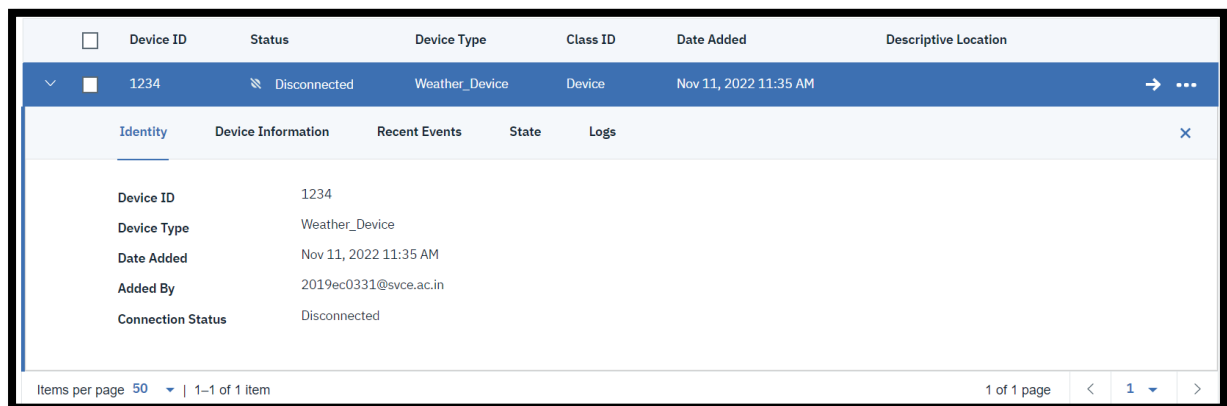 Device ID Status Device Type Class ID Date Added Descriptive Location
1234 Disconnected Weather_Device Device Nov 11, 2022 11:35 AM
Identity Device Information Recent Events State Logs
Device ID 1234
Device Type Weather_Device
Date Added Nov 11, 2022 11:35 AM
Added By 2019ec0331@svce.ac.in
Connection Status Disconnected
Items per page 50 | 1–1 of 1 item 1 of 1 page 1